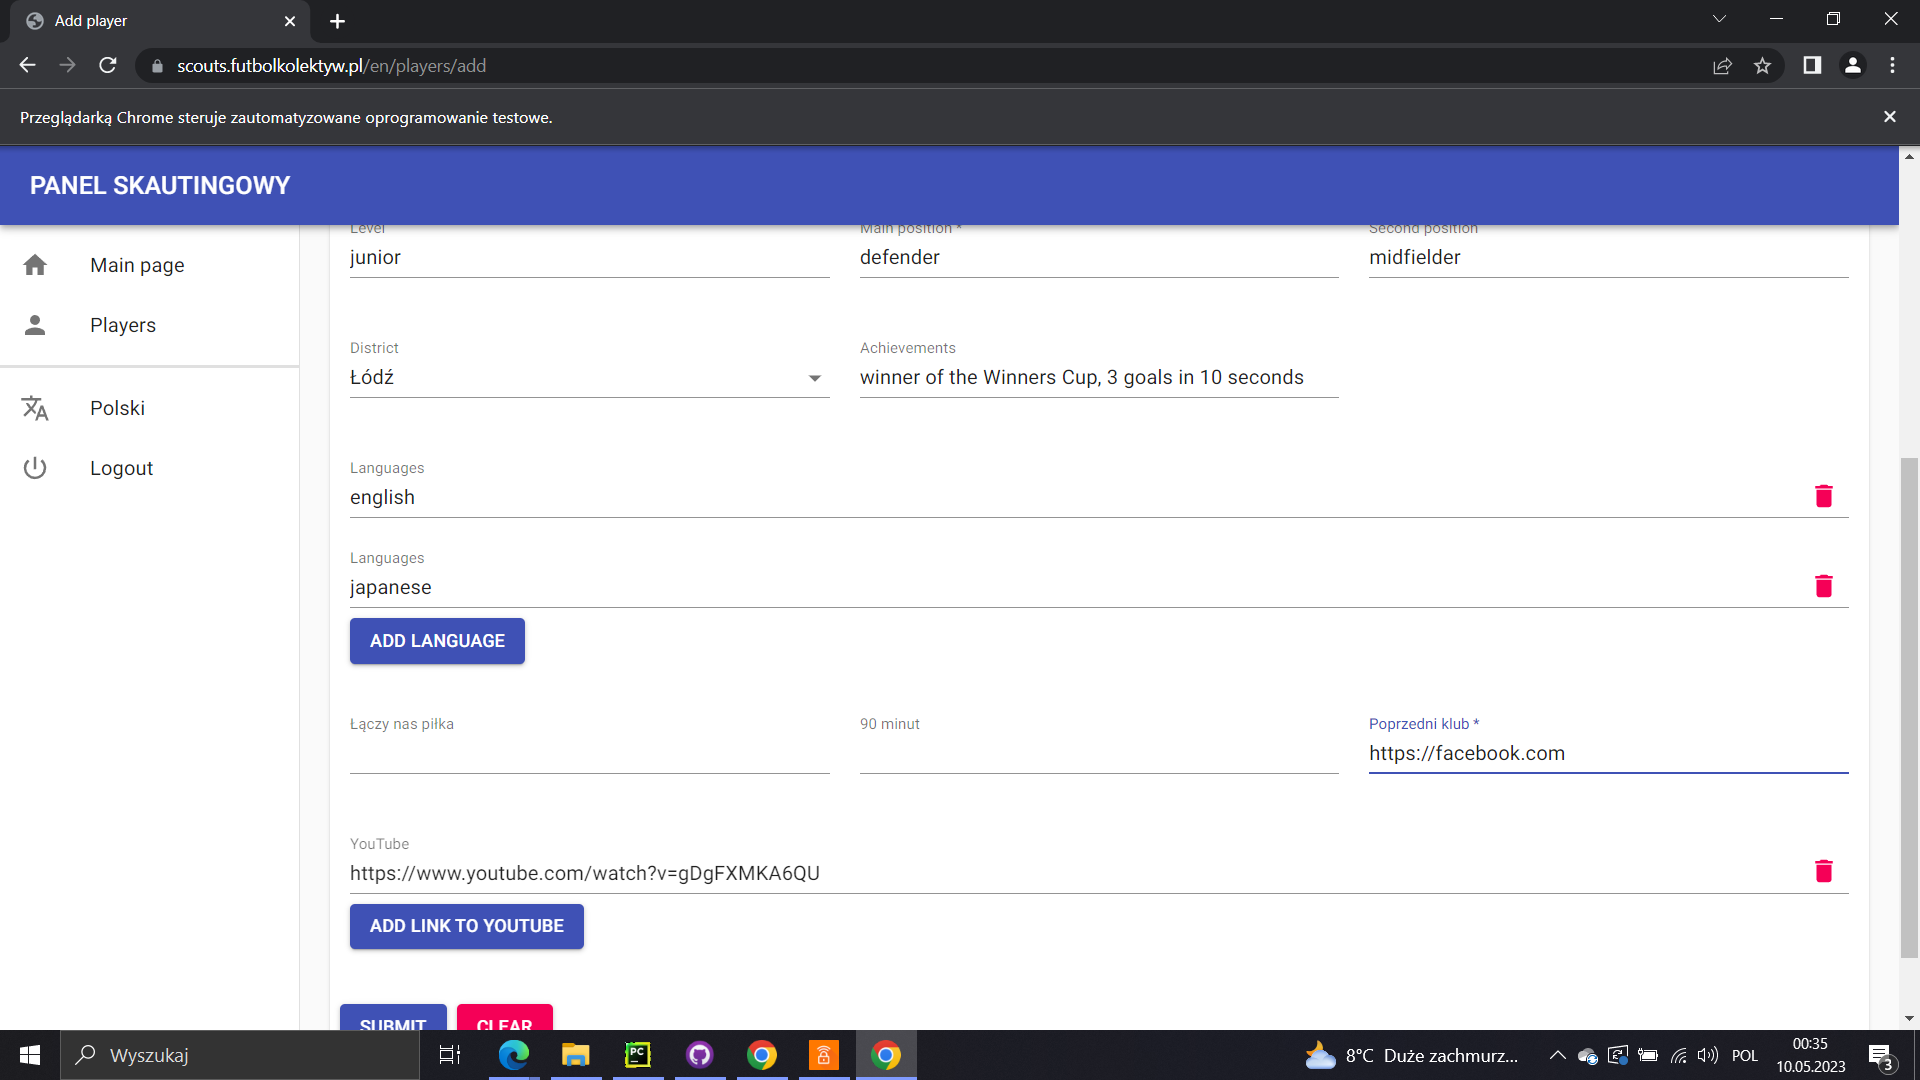 Add player
scouts.futbolkolektyw.pl/en/players/add
Przeglądarką Chrome steruje zautomatyzowane oprogramowanie testowe.
PANEL SKAUTINGOWY
Main page
Players
Polski
Logout
Level
Main position *
Second position
junior
defender
midfielder
District
Achievements
Łódź
winner of the Winners Cup, 3 goals in 10 seconds
Languages
english
Languages
japanese
ADD LANGUAGE
Łączy nas piłka
90 minut
Poprzedni klub *
https://facebook.com
YouTube
https://www.youtube.com/watch?v=gDgFXMKA6QU
ADD LINK TO YOUTUBE
SUBMIT
CLEAR
Wyszukaj
PC
8°C Duże zachmurz...
POL
00:35
10.05.2023
3